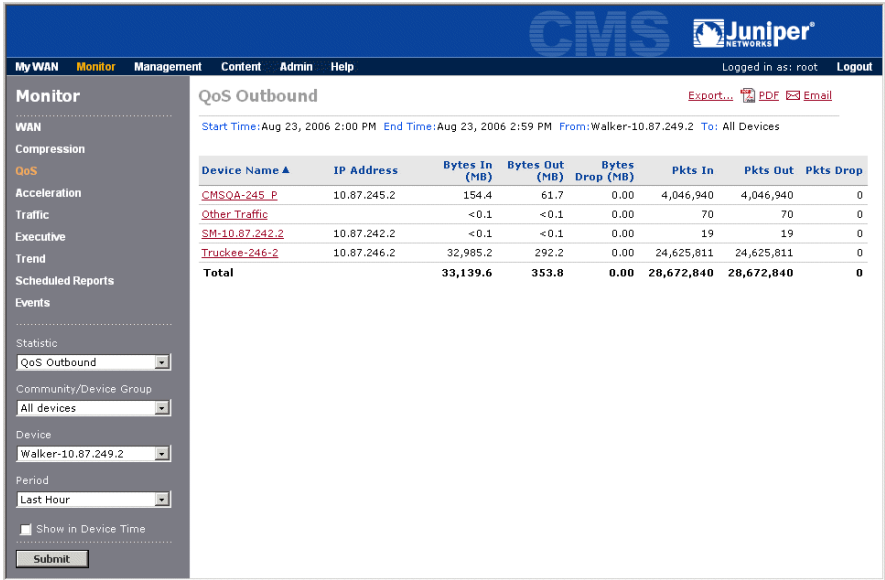 CMS
Juniper®
NETWORKS
My WAN Monitor Management Content Admin Help Logged in as: root Logout
Monitor
WAN
Compression
QoS
Acceleration
Traffic
Executive
Trend
Scheduled Reports
Events
Statistic
QoS Outbound
Community/Device Group
All devices
Device
Walker-10.87.249.2
Period
Last Hour
Show in Device Time
Submit
QoS Outbound Export... PDF Email
Start Time:Aug 23, 2006 2:00 PM End Time:Aug 23, 2006 2:59 PM From:Walker-10.87.249.2 To: All Devices
Device Name ▲ IP Address Bytes In (MB) Bytes Out (MB) Bytes Drop (MB) Pkts In Pkts Out Pkts Drop
CMSQA-245_P 10.87.245.2 154.4 61.7 0.00 4,046,940 4,046,940 0
Other Traffic <0.1 <0.1 0.00 70 70 0
SM-10.87.242.2 10.87.242.2 <0.1 <0.1 0.00 19 19 0
Truckee-246-2 10.87.246.2 32,985.2 292.2 0.00 24,625,811 24,625,811 0
Total 33,139.6 353.8 0.00 28,672,840 28,672,840 0